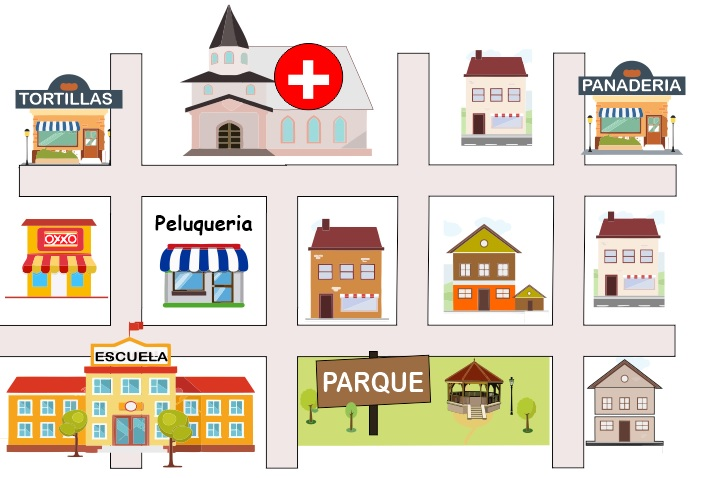 TORTILLAS
PANADERIA
OXXO
Peluqueria
ESCUELA
PARQUE